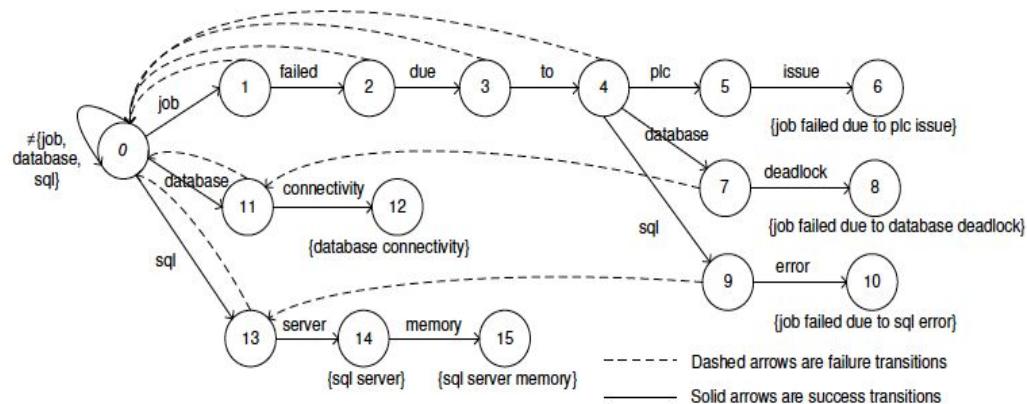 failed
due
to
plc
issue
1
2
3
4
5
6
job
{job failed due to plc issue}
≠{job,
database,
sql}
0
database
database
connectivity
deadlock
11
12
7
8
{job failed due to database deadlock}
{database connectivity}
sql
sql
error
9
10
{job failed due to sql error}
server
memory
13
14
15
{sql server}
{sql server memory}
Dashed arrows are failure transitions
Solid arrows are success transitions